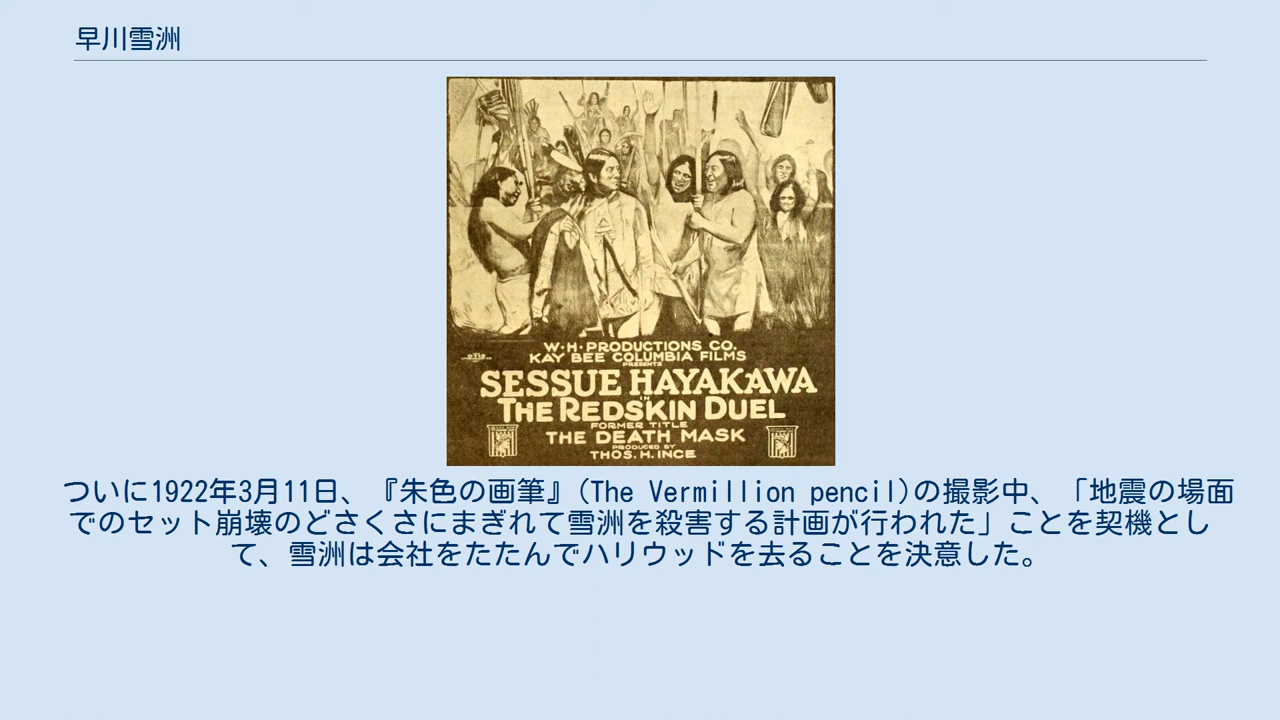 早川雪洲
W·H·PRODUCTIONS CO.
KAY BEE COLUMBIA FILMS
PRESENTS
SESSUE HAYAKAWA
IN
THE REDSKIN DUEL
FORMER TITLE
THE DEATH MASK
PRODUCED BY
THOS. H. INCE
ついに1922年3月11日、『朱色の画筆』(The Vermillion pencil)の撮影中、「地震の場面
でのセット崩壊のどさくさにまぎれて雪洲を殺害する計画が行われた」ことを契機とし
て、雪洲は会社をたたんでハリウッドを去ることを決意した。